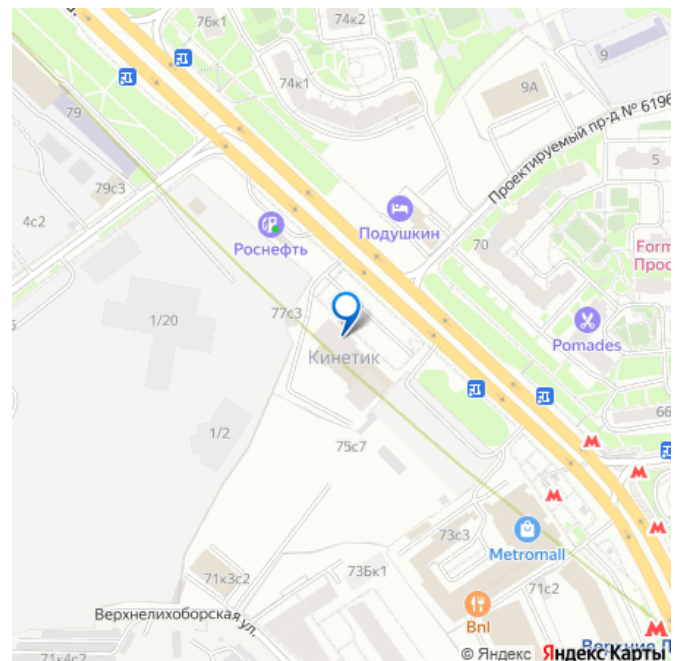 76к1
74к2
74к1
9
9А
79
Проектируемый пр-д № 6196
5
79с3
4с2
Подушкин
70
Роснефть
Form
Прос
77с3
1/20
Pomades
Кинетик
66
1/2
75с7
73с3
Metromall
71к3с2
73Бк1
71с2
Верхнелихоборская ул.
Bnl
71к4с2
Верхние Л
© Яндекс Яндекс Карты